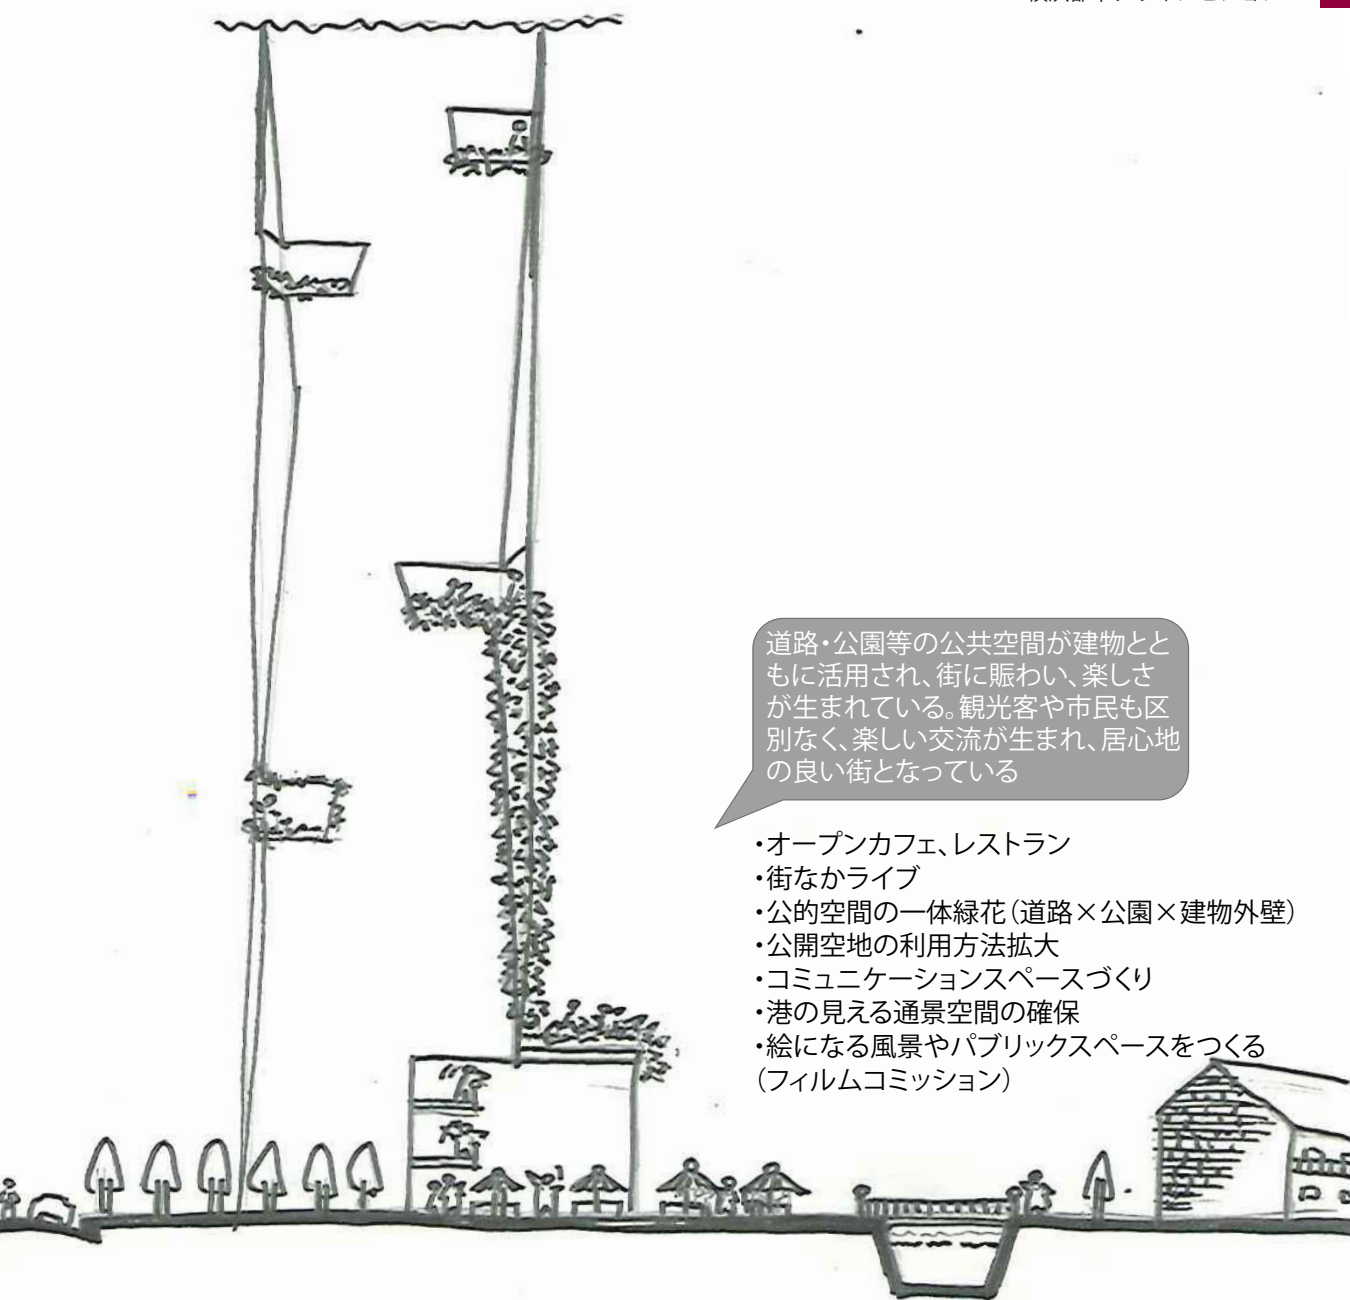 道路・公園等の公共空間が建物とと
もに活用され、街に賑わい、楽しさ
が生まれている。観光客や市民も区
別なく、楽しい交流が生まれ、居心地
の良い街となっている
・オープンカフェ、レストラン
・街なかライブ
・公的空間の一体緑花（道路×公園×建物外壁）
・公開空地の利用方法拡大
・コミュニケーションスペースづくり
・港の見える通景空間の確保
・絵になる風景やパブリックスペースをつくる
（フィルムコミッション）